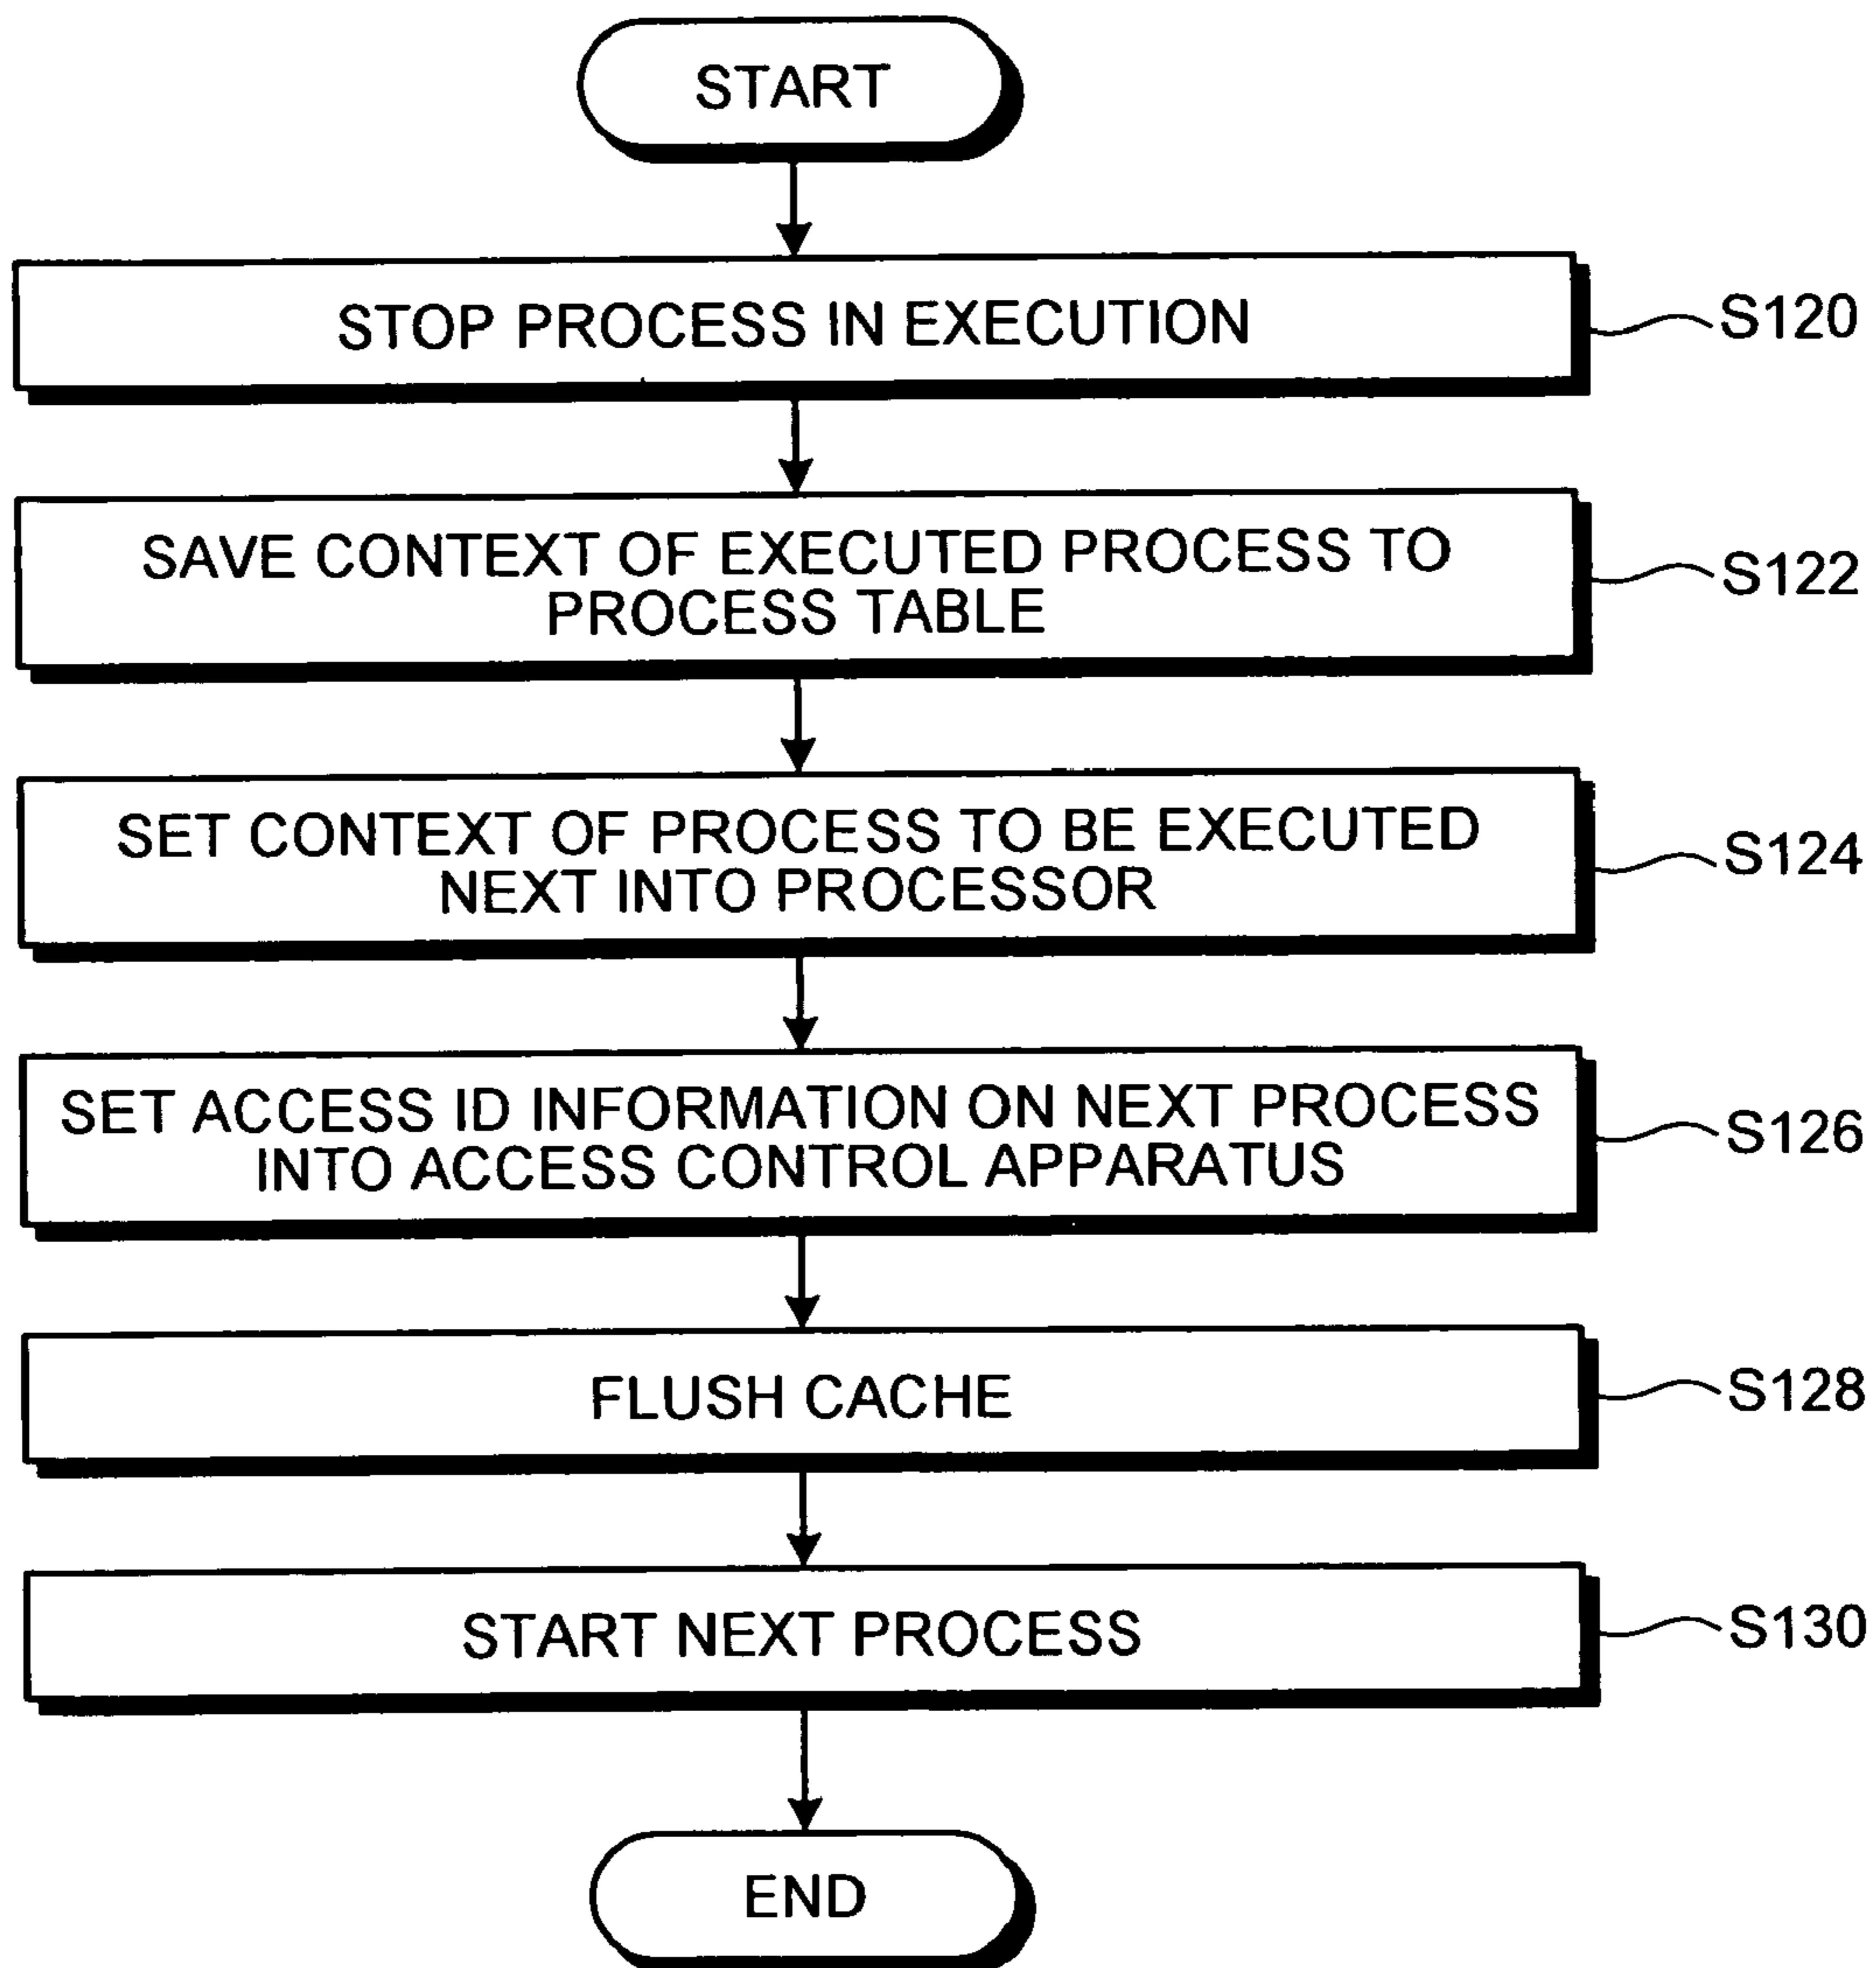 START
STOP PROCESS IN EXECUTION
S120
SAVE CONTEXT OF EXECUTED PROCESS TO
PROCESS TABLE
S122
SET CONTEXT OF PROCESS TO BE EXECUTED
NEXT INTO PROCESSOR
S124
SET ACCESS ID INFORMATION ON NEXT PROCESS
INTO ACCESS CONTROL APPARATUS
S126
FLUSH CACHE
S128
START NEXT PROCESS
S130
END